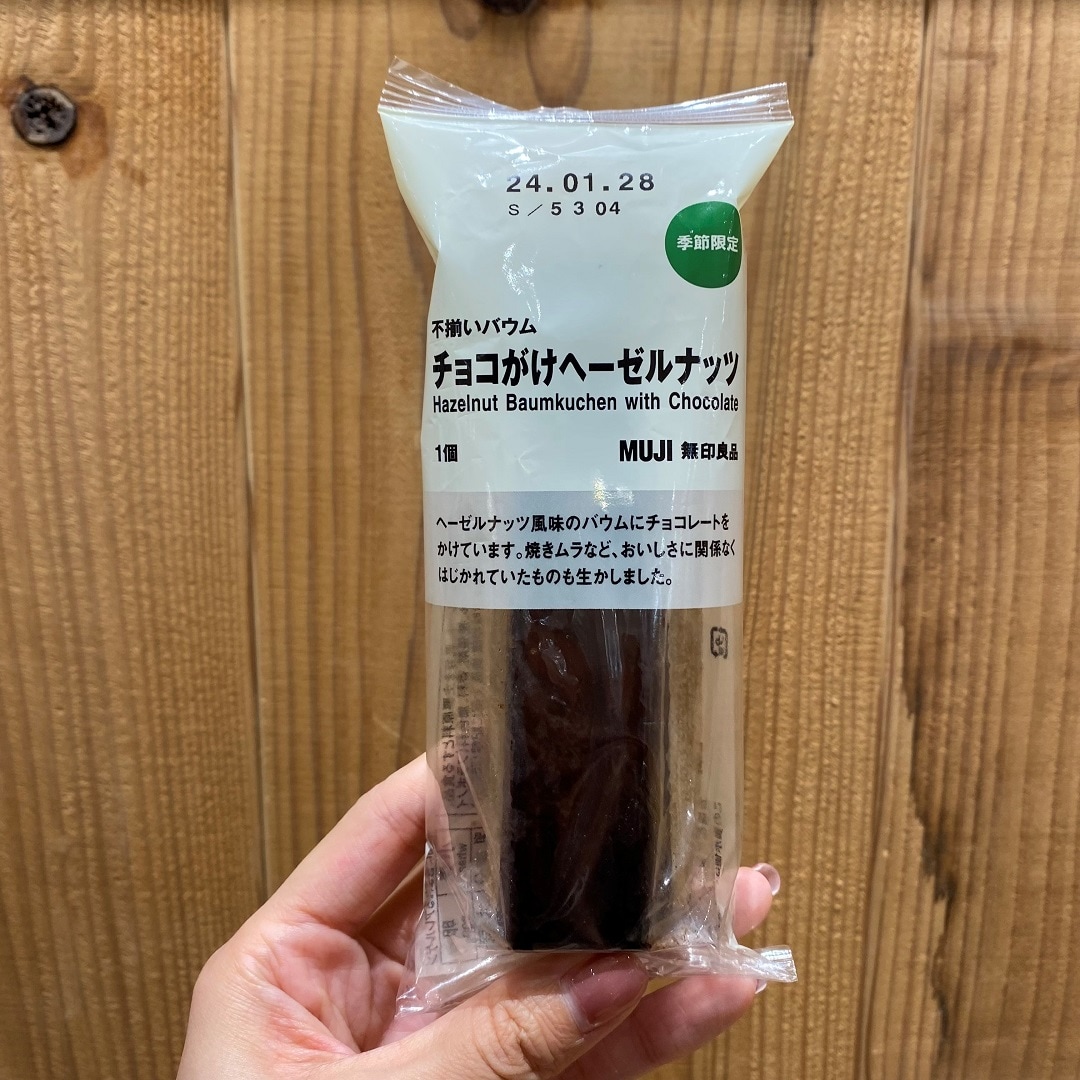 24.01.28
S/5 3 04
季節限定
不揃いバウム
チョコがけヘーゼルナッツ
Hazelnut Baumkuchen with Chocolate
1個
MUJI 無印良品
ヘーゼルナッツ風味のバウムにチョコレートを
かけています。焼きムラなど、おいしさに関係なく
はじかれていたものも生かしました。